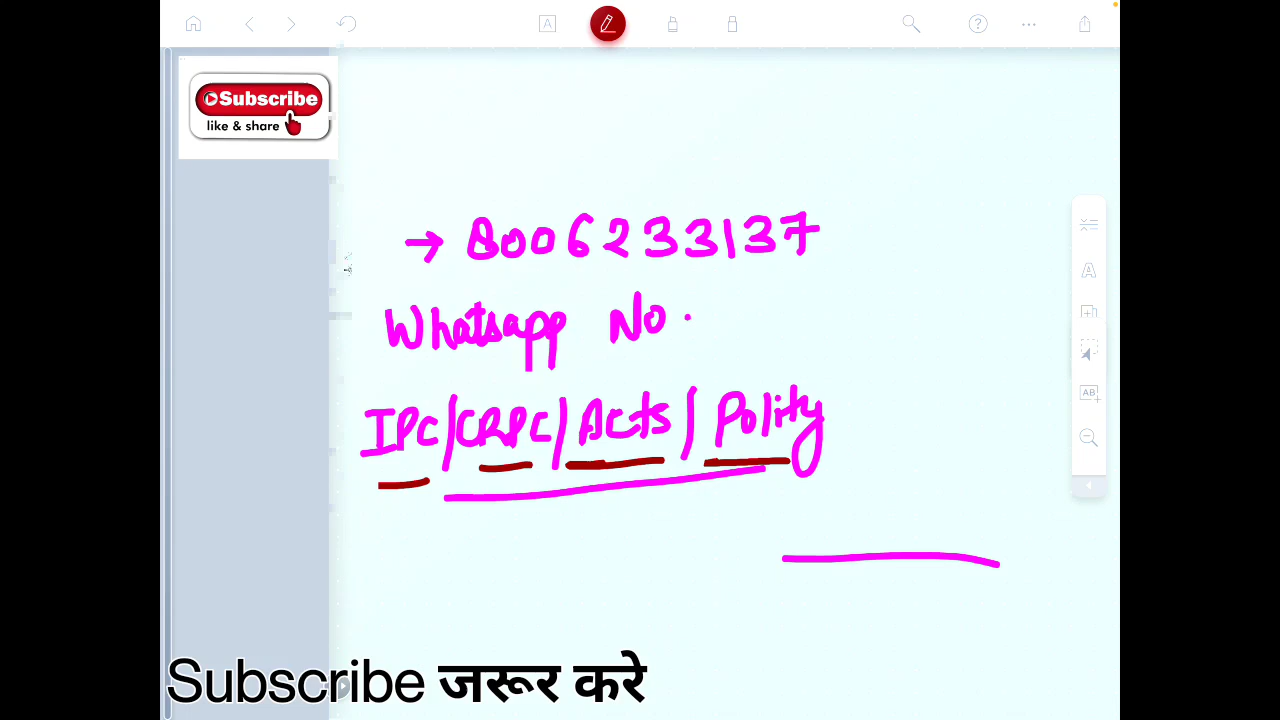 Subscribe
like & share
→ 8006233137
Whatsapp No.
IPC/CRPC/Acts/Polity
Subscribe जरूर करे